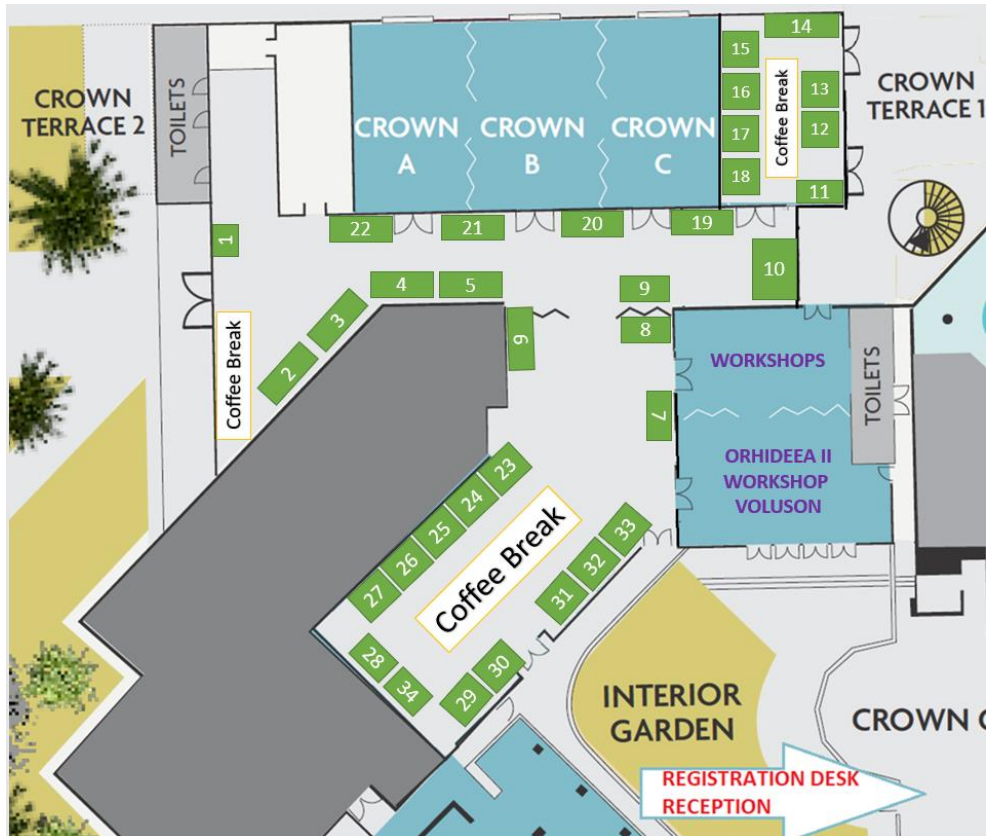 14
15
CROWN
TERRACE 2
TOILETS
16
Coffee Break
13
CROWN
TERRACE 1
CROWN
A
CROWN
B
CROWN
C
17
12
18
11
22
21
20
19
1
10
4
5
9
3
6
8
2
Coffee Break
WORKSHOPS
TOILETS
7
ORHIDEEA II
WORKSHOP
VOLUSON
23
24
25
26
27
Coffee Break
33
32
31
28
34
30
29
INTERIOR
GARDEN
CROWN
REGISTRATION DESK
RECEPTION